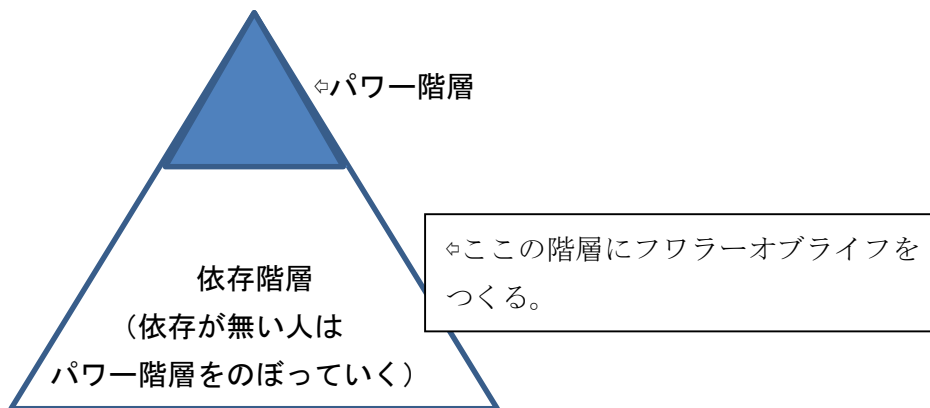 ⇦パワー階層
⇦ここの階層にフワラーオブライフを
つくる。
依存階層
（依存が無い人は
パワー階層をのぼっていく）